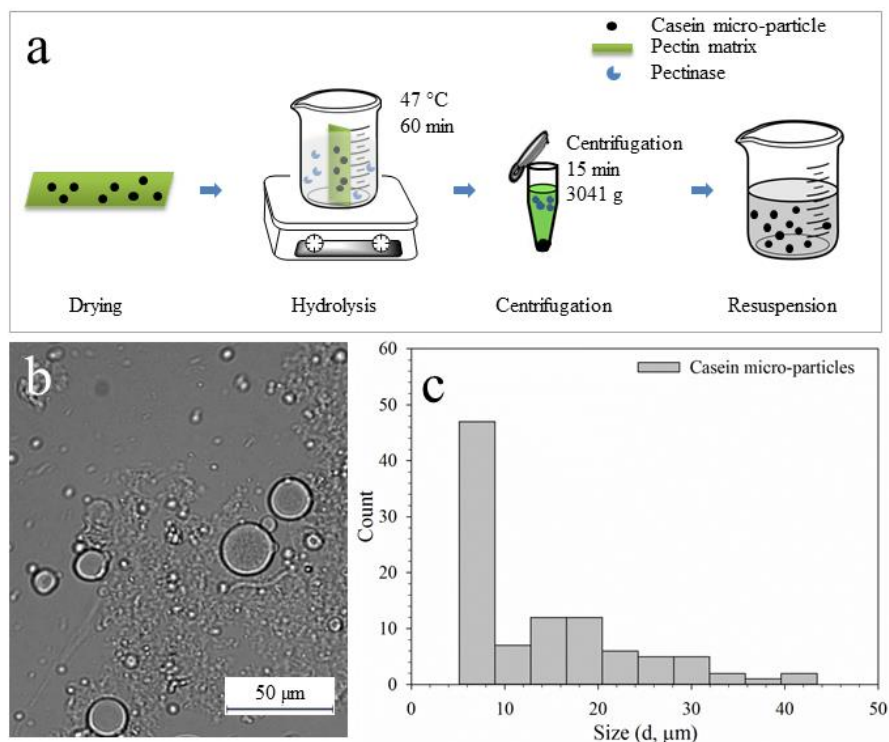 a
Casein micro-particle
Pectin matrix
Pectinase
47 °C
60 min
Centrifugation
15 min
3041 g
Drying
Hydrolysis
Centrifugation
Resuspension
b
50 μm
c
Casein micro-particles
60
50
40
30
20
10
0
Count
0 10 20 30 40 50
Size (d, μm)